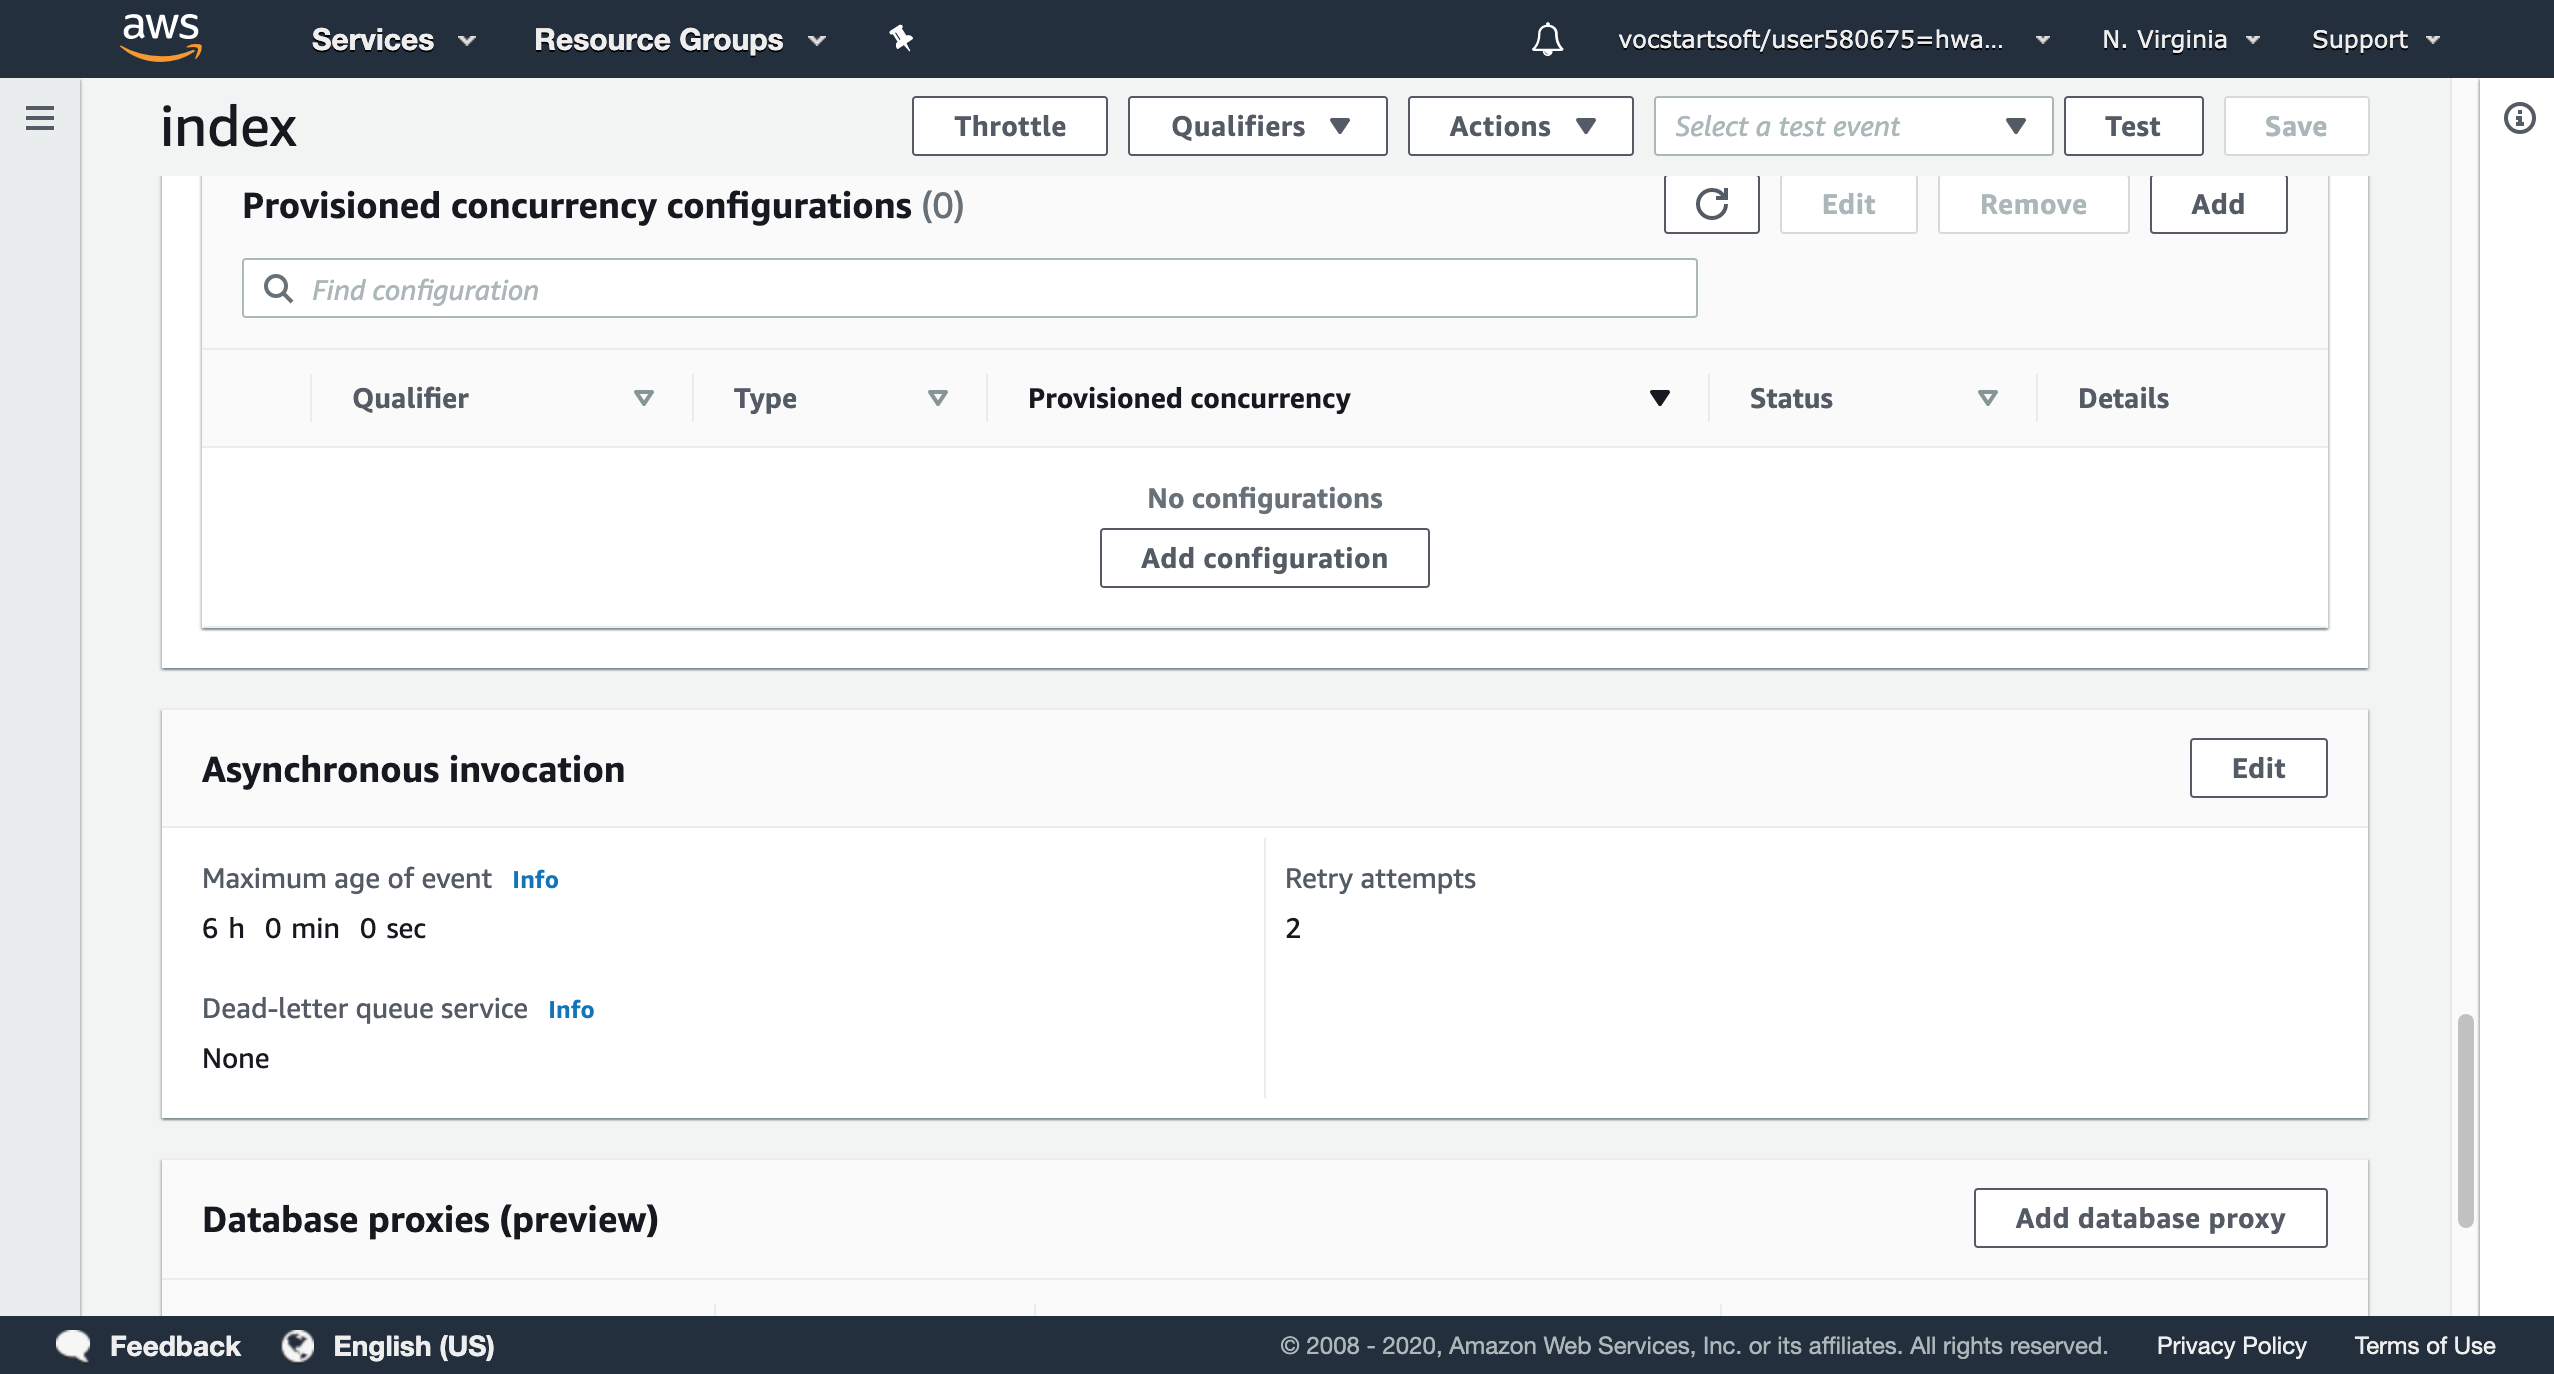 aws
Services
Resource Groups
vocstartsoft/user580675=hwa...
N. Virginia
Support
index
Throttle
Qualifiers
Actions
Select a test event
Test
Save
Provisioned concurrency configurations (0)
Edit
Remove
Add
Find configuration
Qualifier
Type
Provisioned concurrency
Status
Details
No configurations
Add configuration
Asynchronous invocation
Edit
Maximum age of event Info
6 h 0 min 0 sec
Retry attempts
2
Dead-letter queue service Info
None
Database proxies (preview)
Add database proxy
Feedback
English (US)
© 2008 - 2020, Amazon Web Services, Inc. or its affiliates. All rights reserved.
Privacy Policy
Terms of Use